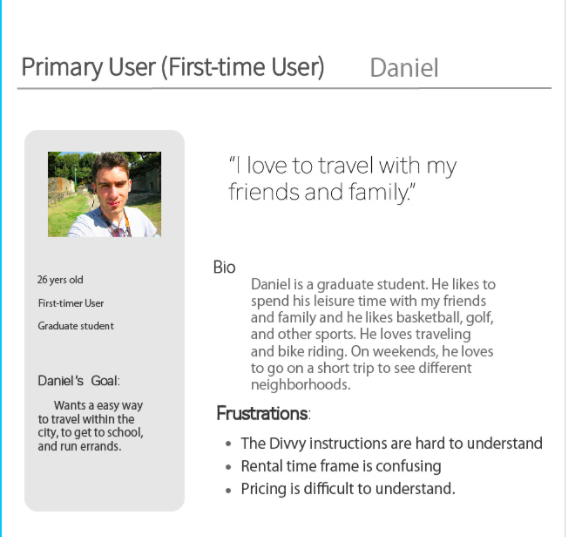 Primary User (First-time User) Daniel
“I love to travel with my
friends and family.”
26 yers old
First-timer User
Graduate student
Daniel's Goal:
Wants a easy way
to travel within the
city, to get to school,
and run errands.
Bio
Daniel is a graduate student. He likes to
spend his leisure time with my friends
and family and he likes basketball, golf,
and other sports. He loves traveling
and bike riding. On weekends, he loves
to go on a short trip to see different
neighborhoods.
Frustrations:
• The Divvy instructions are hard to understand
• Rental time frame is confusing
• Pricing is difficult to understand.